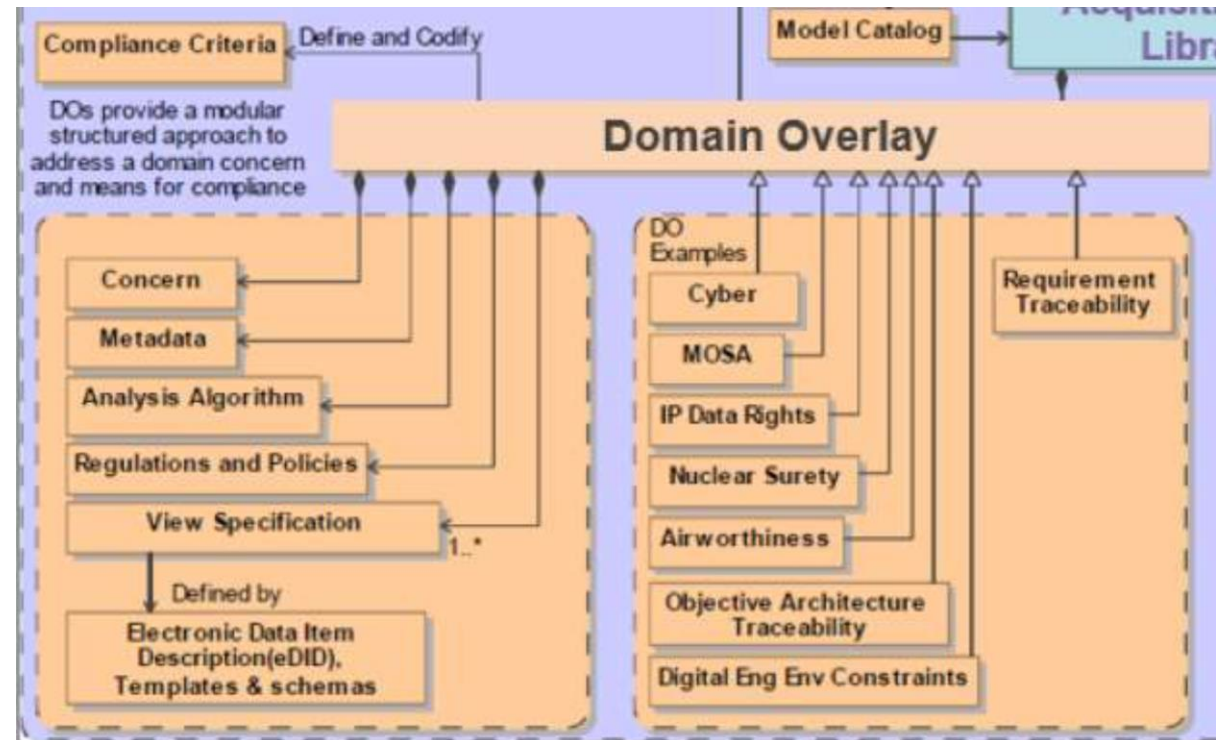 Compliance Criteria
Define and Codify
Model Catalog
DOs provide a modular
structured approach to
address a domain concern
and means for compliance
Domain Overlay
Concern
Metadata
Analysis Algorithm
Regulations and Policies
View Specification
1..*
Defined by
Electronic Data Item
Description(eDID),
Templates & schemas
DO
Examples
Cyber
MOSA
IP Data Rights
Nuclear Surety
Airworthiness
Objective Architecture
Traceability
Digital Eng Env Constraints
Requirement
Traceability